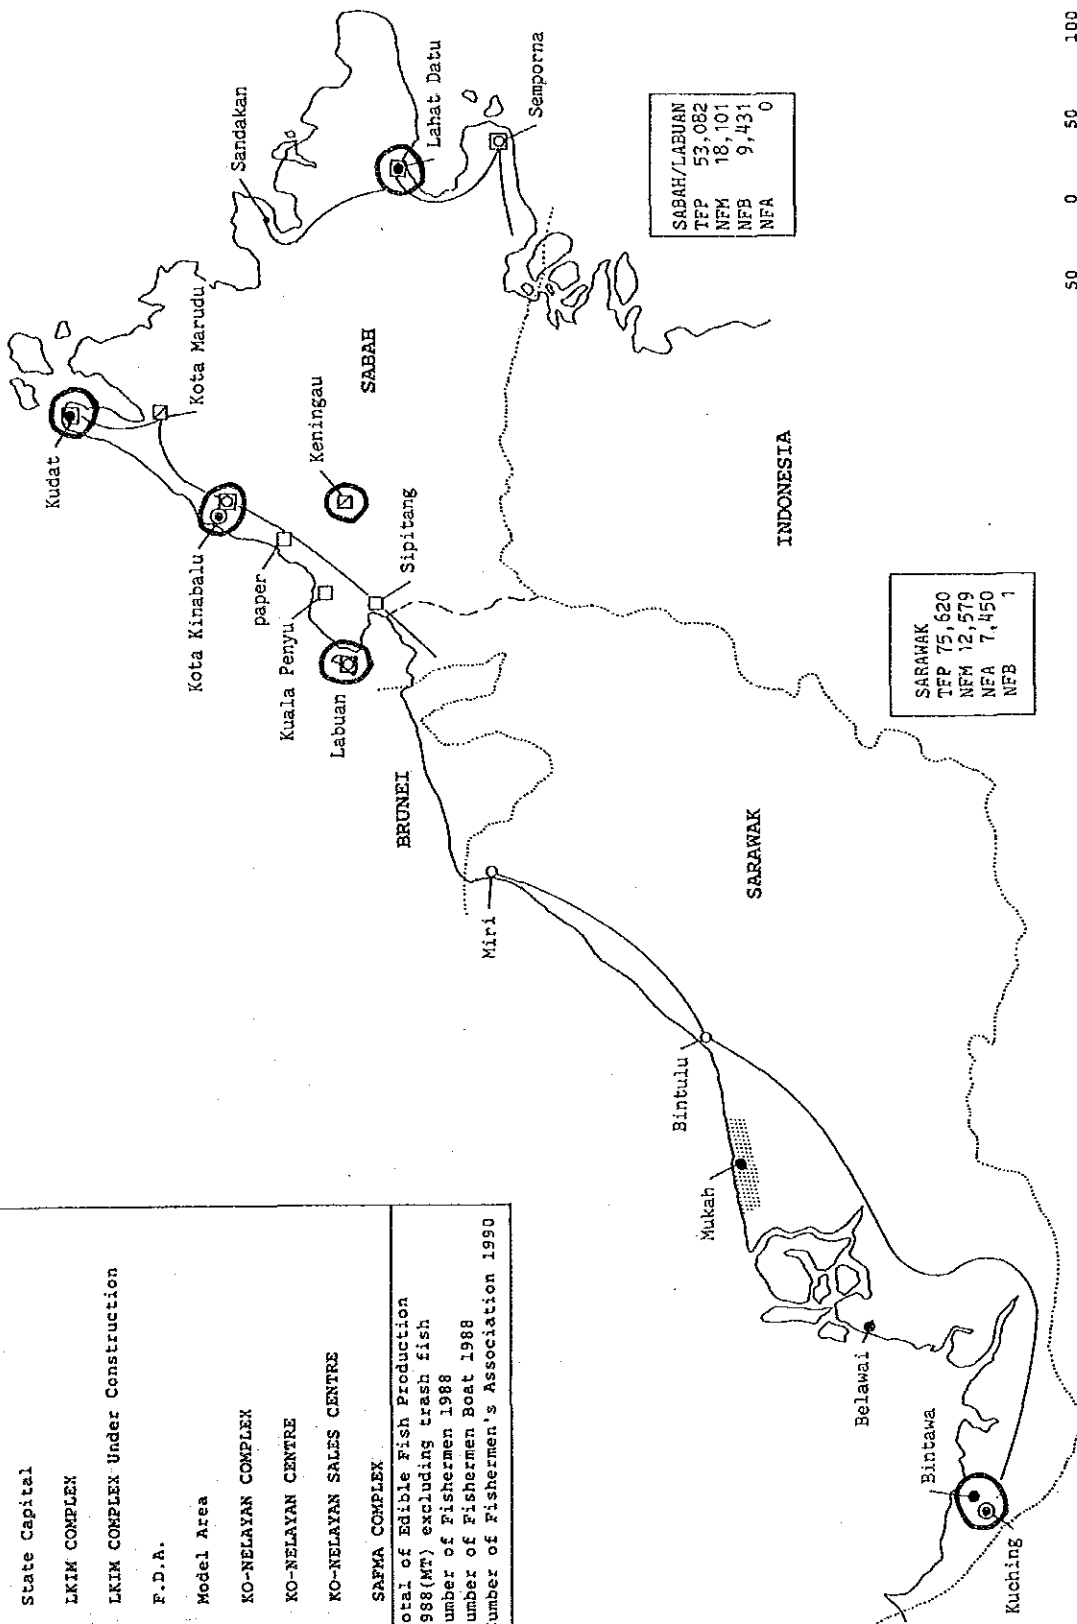 State Capital
LKIM COMPLEX
LKIM COMPLEX Under Construction
F.D.A.
Model Area
KO-NELAYAN COMPLEX
KO-NELAYAN CENTRE
KO-NELAYAN SALES CENTRE
SAFMA COMPLEX
otal of Edible Fish Production
988(MT) excluding trash fish
umber of Fishermen 1988
umber of Fishermen Boat 1988
umber of Fishermen's Association 1990
Kudat
Kota Marudu
Sandakan
Lahat Datu
Semporna
Kota Kinabalu
paper
Kuala Penyu
Labuan
Keningau
Sipitang
SABAH
BRUNEI
Miri
INDONESIA
SARAWAK
Bintulu
Mukah
Belawai
Bintawa
Kuching
SABAH/LABUAN
TFP 53,082
NFM 18,101
NFB 9,431
NFA 0
SARAWAK
TFP 75,620
NFM 12,579
NFA 7,450
NFB 1
50 0 50 100